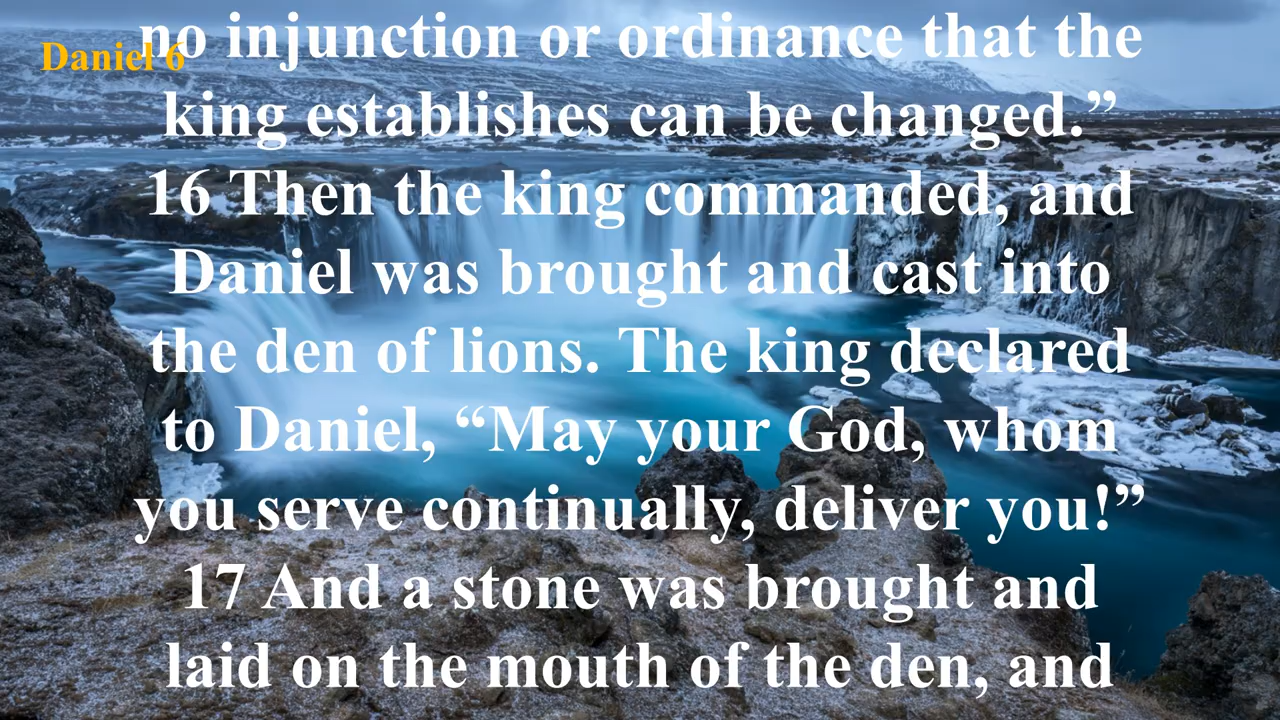 Daniel 6
no injunction or ordinance that the
king establishes can be changed.”
16 Then the king commanded, and
Daniel was brought and cast into
the den of lions. The king declared
to Daniel, “May your God, whom
you serve continually, deliver you!”
17 And a stone was brought and
laid on the mouth of the den, and